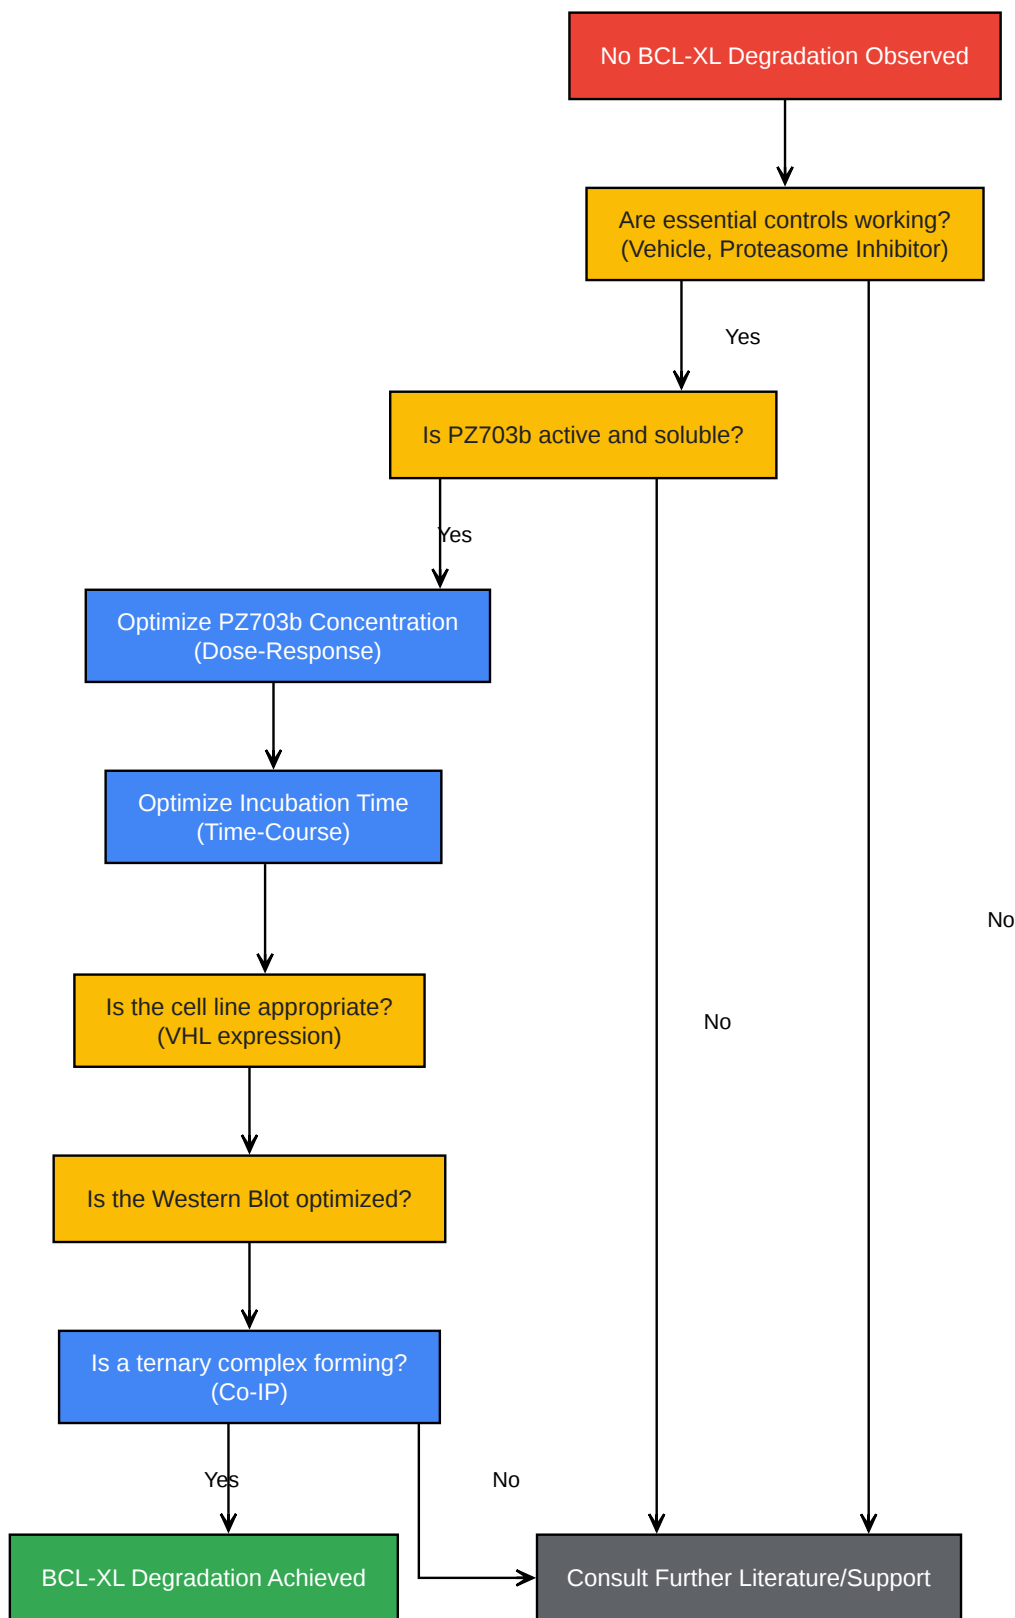 No BCL-XL Degradation Observed
Are essential controls working?
(Vehicle, Proteasome Inhibitor)
Yes
Is PZ703b active and soluble?
Yes
Optimize PZ703b Concentration
(Dose-Response)
Optimize Incubation Time
(Time-Course)
No
Is the cell line appropriate?
(VHL expression)
No
Is the Western Blot optimized?
Is a ternary complex forming?
(Co-IP)
Yes
No
BCL-XL Degradation Achieved
Consult Further Literature/Support